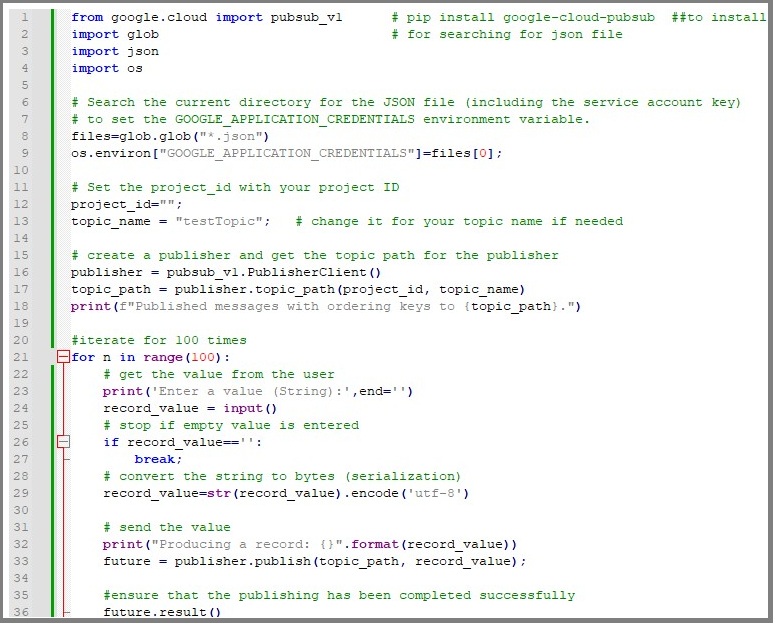 1 from google.cloud import pubsub_v1      # pip install google-cloud-pubsub  ##to install
2 import glob                             # for searching for json file
3 import json
4 import os
5
6 # Search the current directory for the JSON file (including the service account key)
7 # to set the GOOGLE_APPLICATION_CREDENTIALS environment variable.
8 files=glob.glob("*.json")
9 os.environ["GOOGLE_APPLICATION_CREDENTIALS"]=files[0];
10
11 # Set the project_id with your project ID
12 project_id="";
13 topic_name = "testTopic";   # change it for your topic name if needed
14
15 # create a publisher and get the topic path for the publisher
16 publisher = pubsub_v1.PublisherClient()
17 topic_path = publisher.topic_path(project_id, topic_name)
18 print(f"Published messages with ordering keys to {topic_path}.")
19
20 #iterate for 100 times
21 for n in range(100):
22     # get the value from the user
23     print('Enter a value (String):',end='')
24     record_value = input()
25     # stop if empty value is entered
26     if record_value=='':
27         break;
28     # convert the string to bytes (serialization)
29     record_value=str(record_value).encode('utf-8')
30
31     # send the value
32     print("Producing a record: {}".format(record_value))
33     future = publisher.publish(topic_path, record_value);
34
35     #ensure that the publishing has been completed successfully
36     future.result()